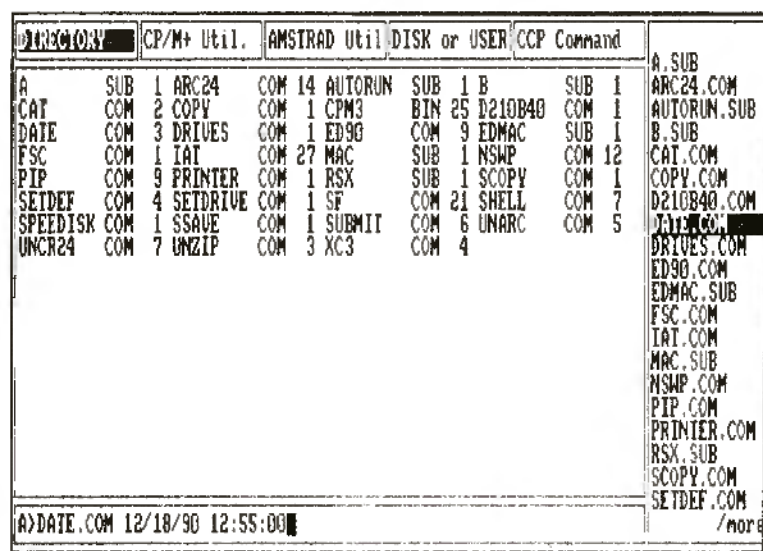 DIRECTORY CP/M+ Util. AMSTRAD Util DISK or USER CCP Command
A SUB 1 ARC24 COM 14 AUTORUN SUB 1 B SUB 1
CAT COM 2 COPY COM 1 CPM3 BIN 25 D210B40 COM 1
DATE COM 3 DRIVES COM 1 ED90 COM 9 EDMAC SUB 1
FSC COM 1 IAT COM 27 MAC SUB 1 NSWP COM 12
PIP COM 9 PRINTER COM 1 RSX SUB 1 SCOPY COM 1
SETDEF COM 4 SETDRIVE COM 1 SF COM 21 SHELL COM 7
SPEEDISK COM 1 SSAVE COM 1 SUBMIT COM 6 UNARC COM 5
UNCR24 COM 7 UNZIP COM 3 XC3 COM 4
A>DATE.COM 12/18/90 12:55:00
A.SUB
ARC24.COM
AUTORUN.SUB
B.SUB
CAT.COM
COPY.COM
D210B40.COM
DATE.COM
DRIVES.COM
ED90.COM
EDMAC.SUB
FSC.COM
IAT.COM
MAC.SUB
NSWP.COM
PIP.COM
PRINTER.COM
RSX.SUB
SCOPY.COM
SETDEF.COM
/more